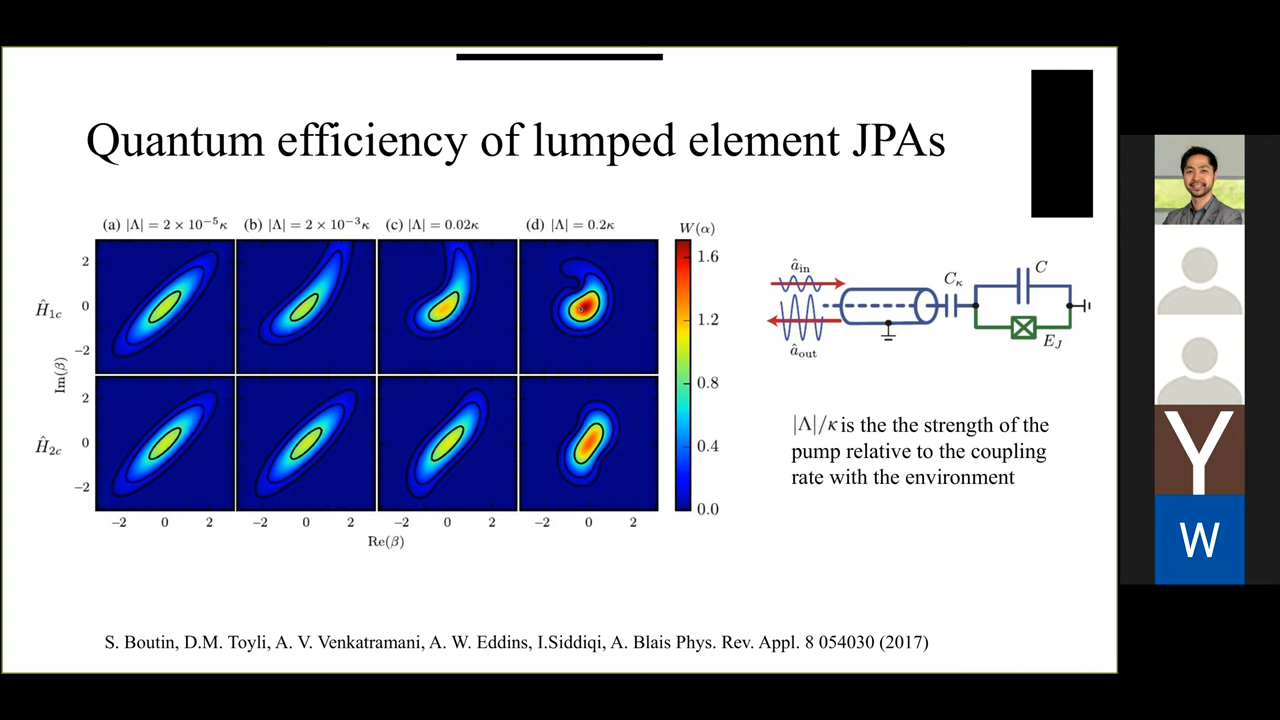 Quantum efficiency of lumped element JPAs
(a) |Λ| = 2 × 10⁻⁵κ (b) |Λ| = 2 × 10⁻³κ (c) |Λ| = 0.02κ (d) |Λ| = 0.2κ W(α)
Ĥ1c
Ĥ2c
Im(β)
2
0
−2
2
0
−2
−2 0 2 −2 0 2 −2 0 2 −2 0 2
Re(β)
1.6
1.2
0.8
0.4
0.0
âin
âout
Cκ
C
EJ
|Λ|/κ is the the strength of the
pump relative to the coupling
rate with the environment
S. Boutin, D.M. Toyli, A. V. Venkatramani, A. W. Eddins, I.Siddiqi, A. Blais Phys. Rev. Appl. 8 054030 (2017)
Y
W